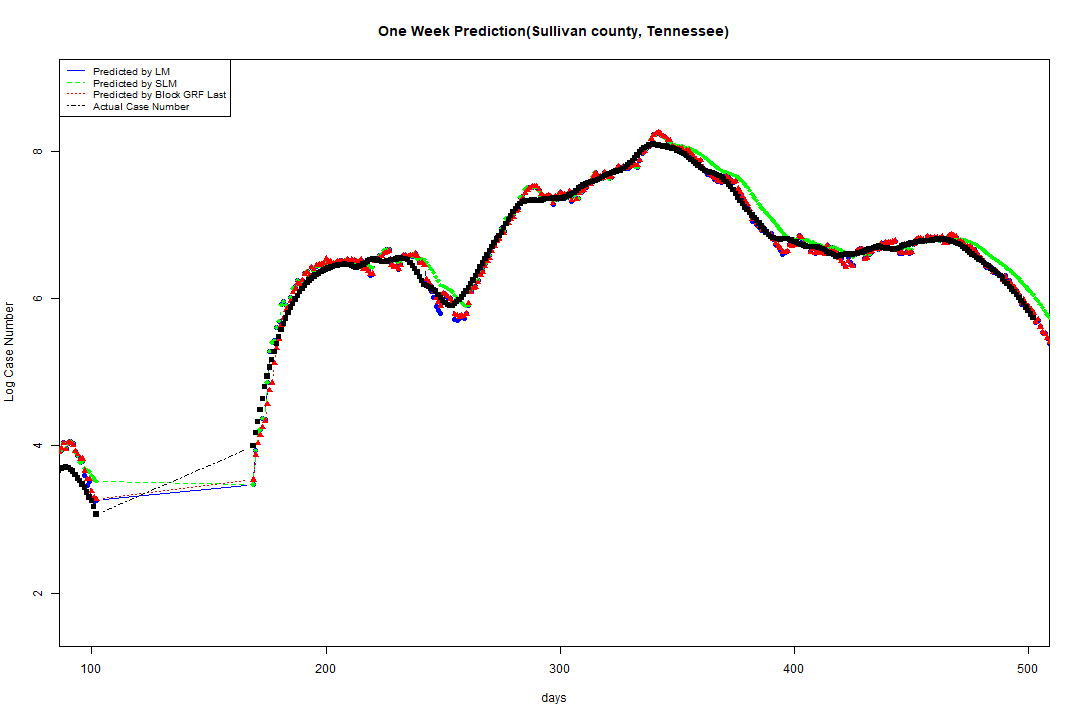 One Week Prediction(Sullivan county, Tennessee)
Predicted by LM
Predicted by SLM
Predicted by Block GRF Last
Actual Case Number
8
6
4
2
Log Case Number
100 200 300 400 500
days